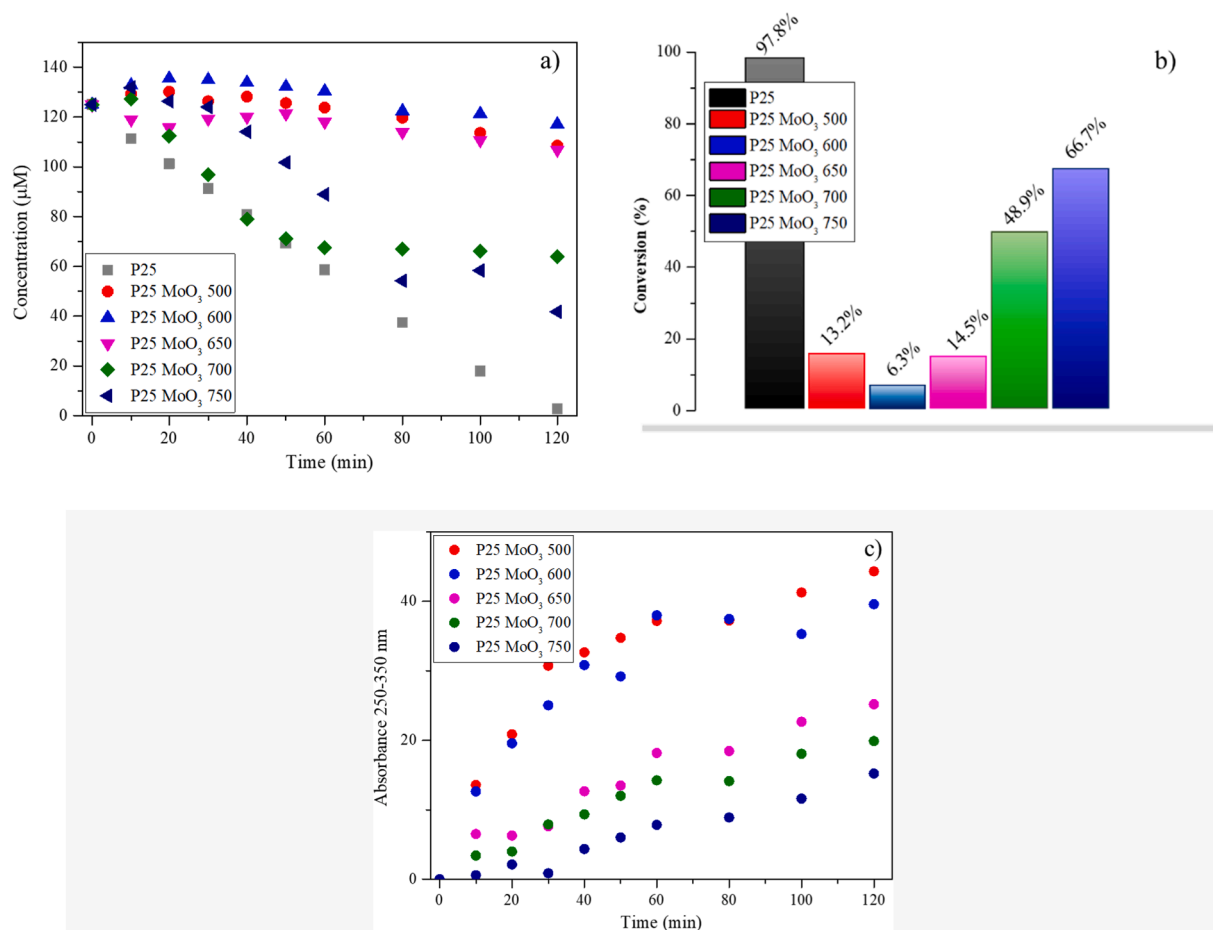 a)
140
120
100
80
60
40
20
0
Concentration (μM)
P25
P25 MoO₃ 500
P25 MoO₃ 600
P25 MoO₃ 650
P25 MoO₃ 700
P25 MoO₃ 750
0 20 40 60 80 100 120
Time (min)
b)
100
80
60
40
20
0
Conversion (%)
97.8%
13.2%
6.3%
14.5%
48.9%
66.7%
P25
P25 MoO₃ 500
P25 MoO₃ 600
P25 MoO₃ 650
P25 MoO₃ 700
P25 MoO₃ 750
c)
40
20
0
Absorbance 250-350 nm
P25 MoO₃ 500
P25 MoO₃ 600
P25 MoO₃ 650
P25 MoO₃ 700
P25 MoO₃ 750
0 20 40 60 80 100 120
Time (min)